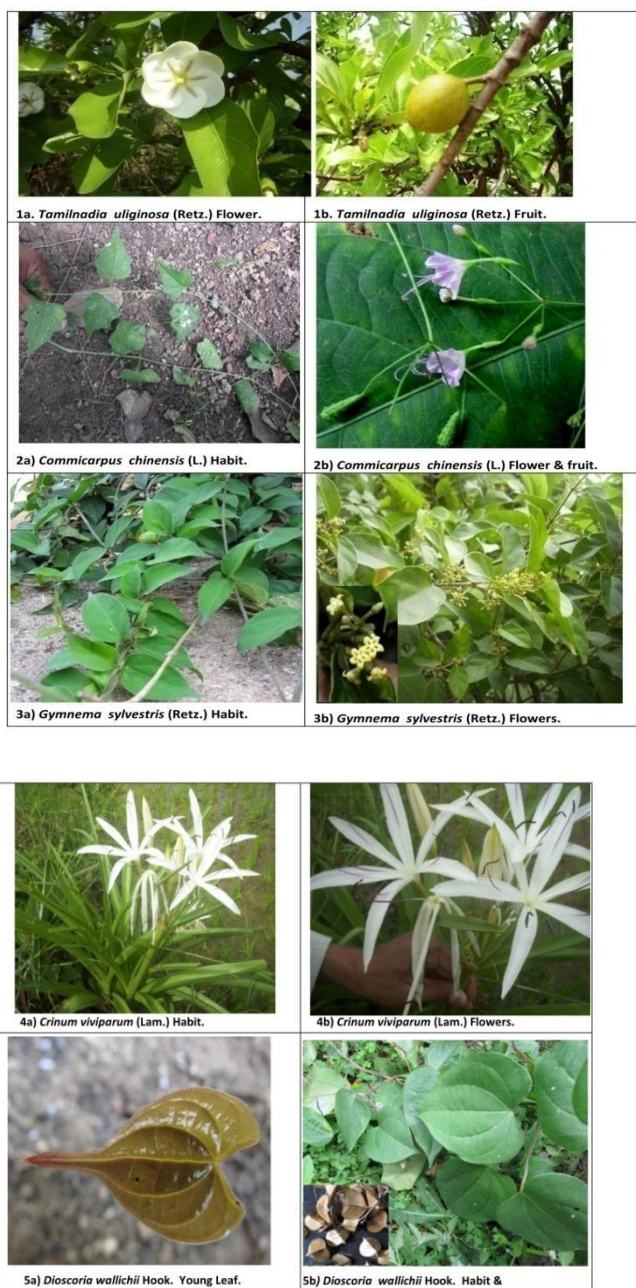 1a. Tamilnadia uliginosa (Retz.) Flower.
1b. Tamilnadia uliginosa (Retz.) Fruit.
2a) Commicarpus chinensis (L.) Habit.
2b) Commicarpus chinensis (L.) Flower & fruit.
3a) Gymnema sylvestris (Retz.) Habit.
3b) Gymnema sylvestris (Retz.) Flowers.
4a) Crinum viviparum (Lam.) Habit.
4b) Crinum viviparum (Lam.) Flowers.
5a) Dioscoria wallichii Hook. Young Leaf.
5b) Dioscoria wallichii Hook. Habit &